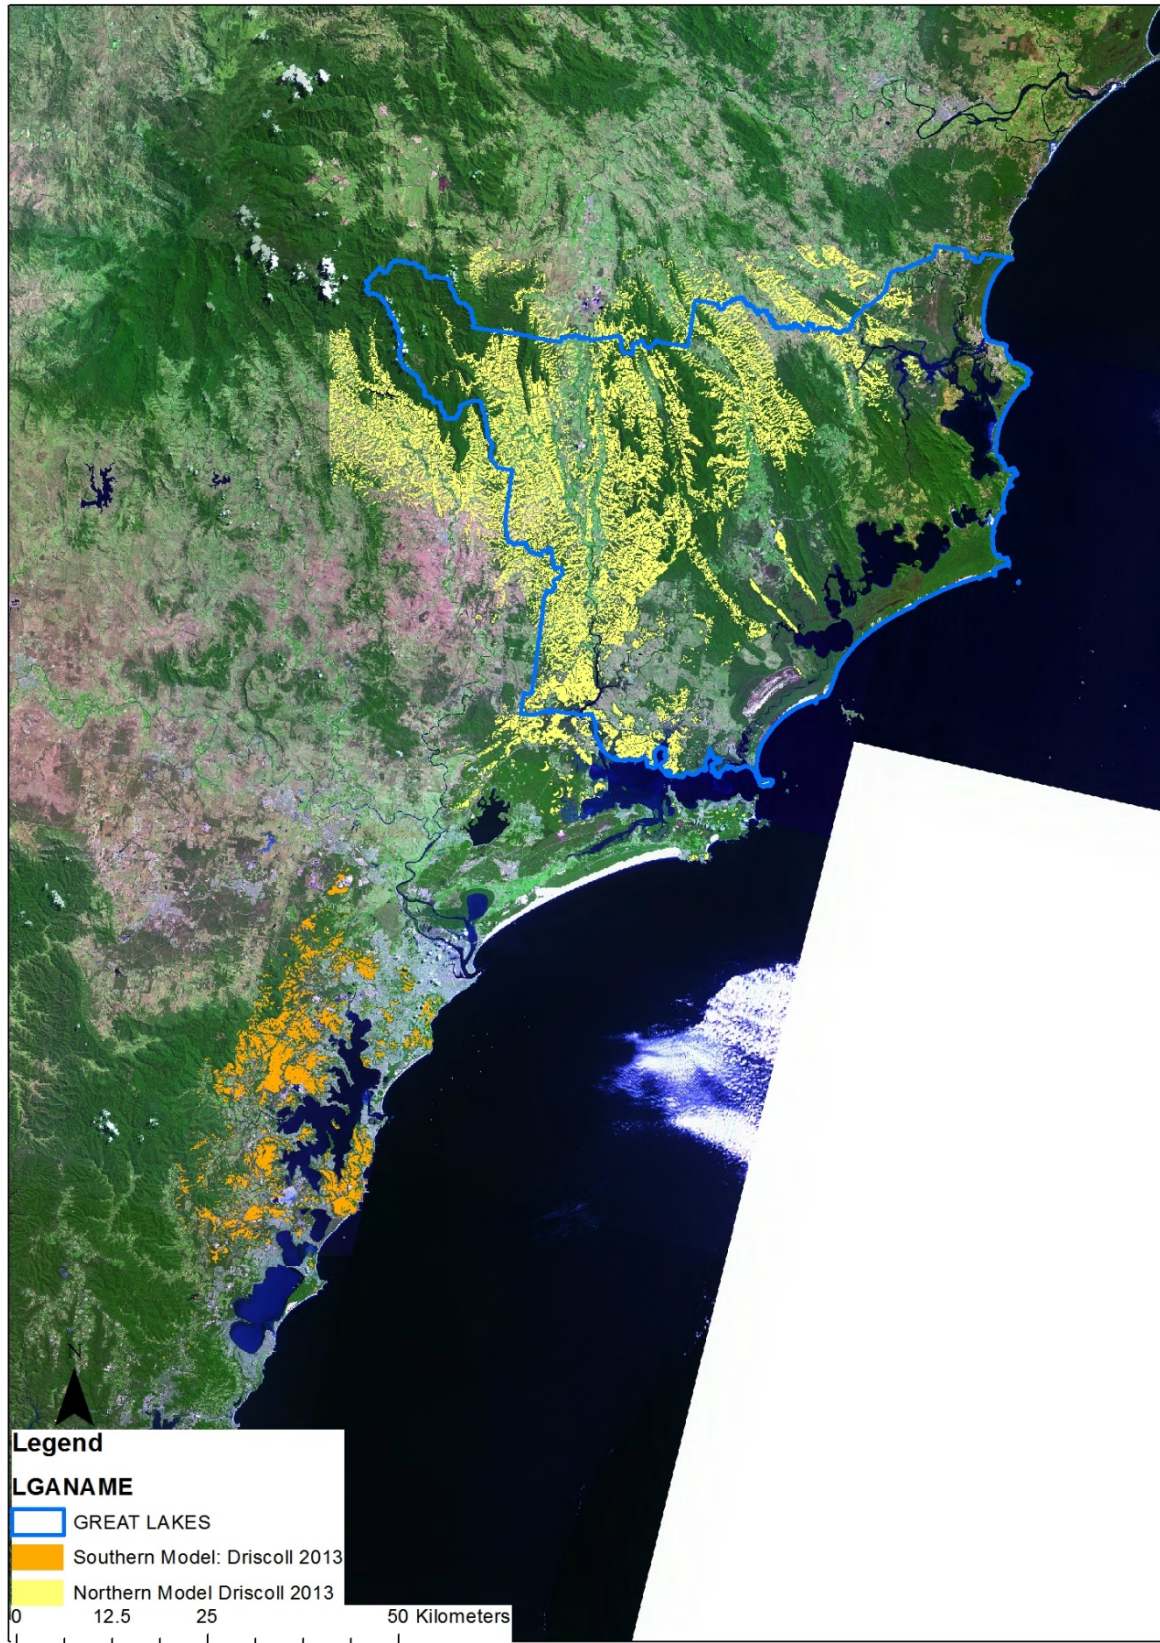 N
Legend
LGANAME
GREAT LAKES
Southern Model: Driscoll 2013
Northern Model Driscoll 2013
0 12.5 25 50 Kilometers